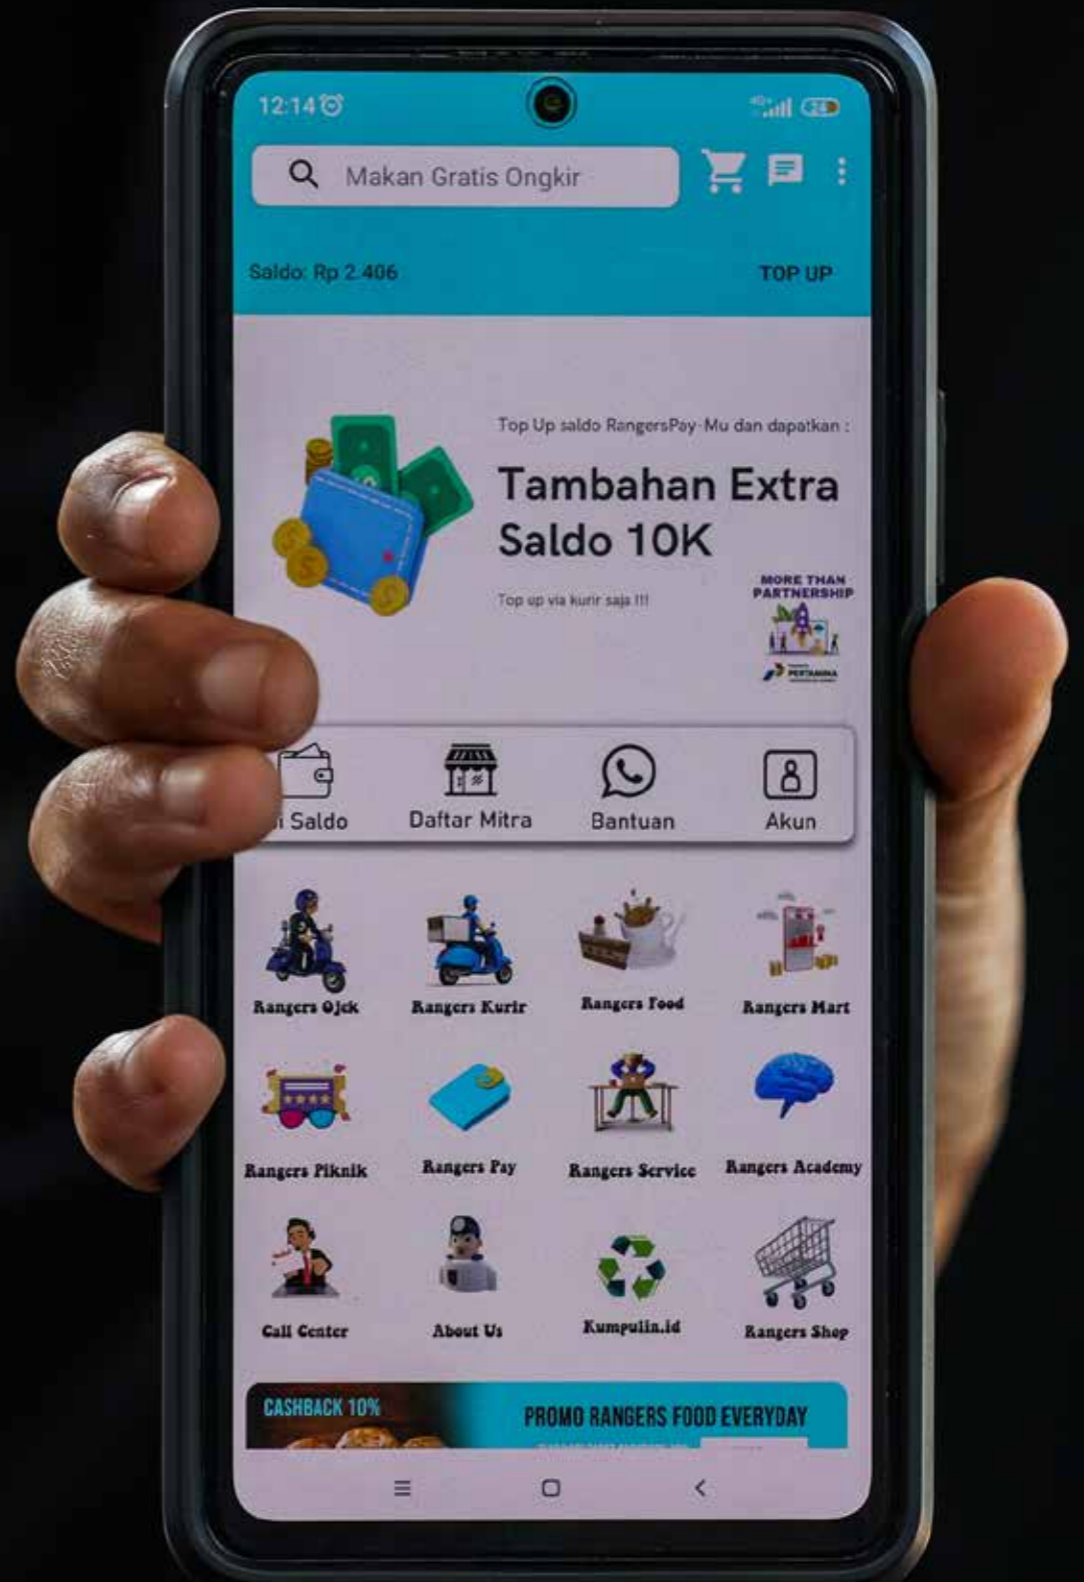 12:14
4G+
24
Makan Gratis Ongkir
Saldo: Rp 2.406
TOP UP
Top Up saldo RangersPay-Mu dan dapatkan :
Tambahan Extra
Saldo 10K
Top up via kurir saja !!!
MORE THAN
PARTNERSHIP
PERTAMINA
Saldo
Daftar Mitra
Bantuan
Akun
Rangers Ojek
Rangers Kurir
Rangers Food
Rangers Mart
Rangers Piknik
Rangers Pay
Rangers Service
Rangers Academy
Call Center
About Us
Kumpulin.id
Rangers Shop
CASHBACK 10%
PROMO RANGERS FOOD EVERYDAY